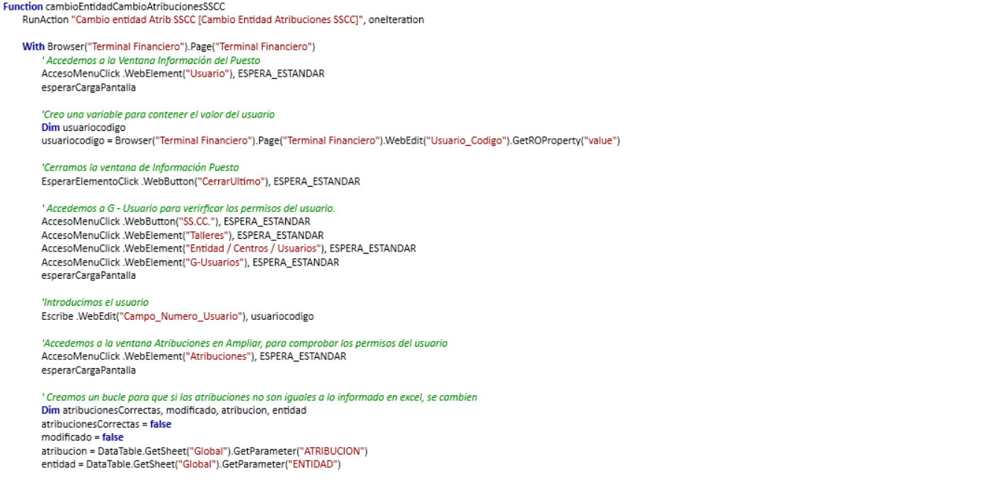 Function cambioEntidadCambioAtribucionesSSCC
RunAction "Cambio entidad Atrib SSCC [Cambio Entidad Atribuciones SSCC]", oneIteration
With Browser("Terminal Financiero").Page("Terminal Financiero")
' Accedemos a la Ventana Información del Puesto
AccesoMenuClick .WebElement("Usuario"), ESPERA_ESTANDAR
esperarCargaPantalla
'Creo una variable para contener el valor del usuario
Dim usuariocodigo
usuariocodigo = Browser("Terminal Financiero").Page("Terminal Financiero").WebEdit("Usuario_Codigo").GetROProperty("value")
'Cerramos la ventana de Información Puesto
EsperarElementoClick .WebButton("CerrarUltimo"), ESPERA_ESTANDAR
' Accedemos a G - Usuario para verirficar los permisos del usuario.
AccesoMenuClick .WebButton("SS.CC."), ESPERA_ESTANDAR
AccesoMenuClick .WebElement("Talleres"), ESPERA_ESTANDAR
AccesoMenuClick .WebElement("Entidad / Centros / Usuarios"), ESPERA_ESTANDAR
AccesoMenuClick .WebElement("G-Usuarios"), ESPERA_ESTANDAR
esperarCargaPantalla
'Introducimos el usuario
Escribe .WebEdit("Campo_Numero_Usuario"), usuariocodigo
'Accedemos a la ventana Atribuciones en Ampliar, para comprobar los permisos del usuario
AccesoMenuClick .WebElement("Atribuciones"), ESPERA_ESTANDAR
esperarCargaPantalla
' Creamos un bucle para que si las atribuciones no son iguales a lo informado en excel, se cambien
Dim atribucionesCorrectas, modificado, atribucion, entidad
atribucionesCorrectas = false
modificado = false
atribucion = DataTable.GetSheet("Global").GetParameter("ATRIBUCION")
entidad = DataTable.GetSheet("Global").GetParameter("ENTIDAD")